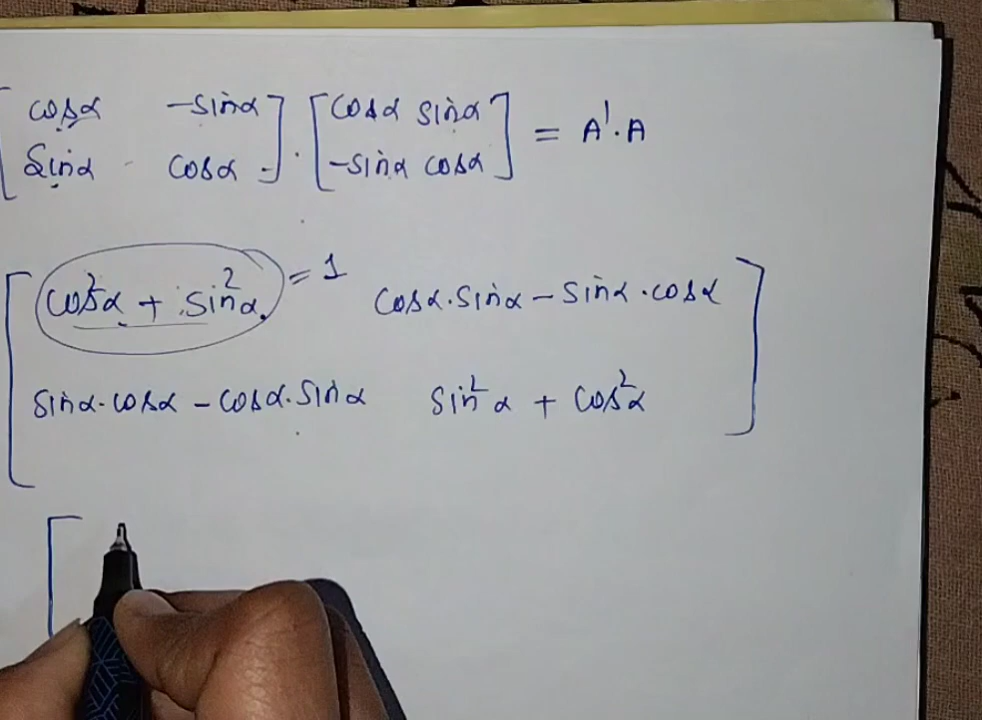 [cosα -sinα] · [cosα sinα] = A'·A
[sinα cosα] [-sinα cosα]
[cos²α + sin²α = 1 cosα·sinα - sinα·cosα]
[sinα·cosα - cosα·sinα sin²α + cos²α]
[